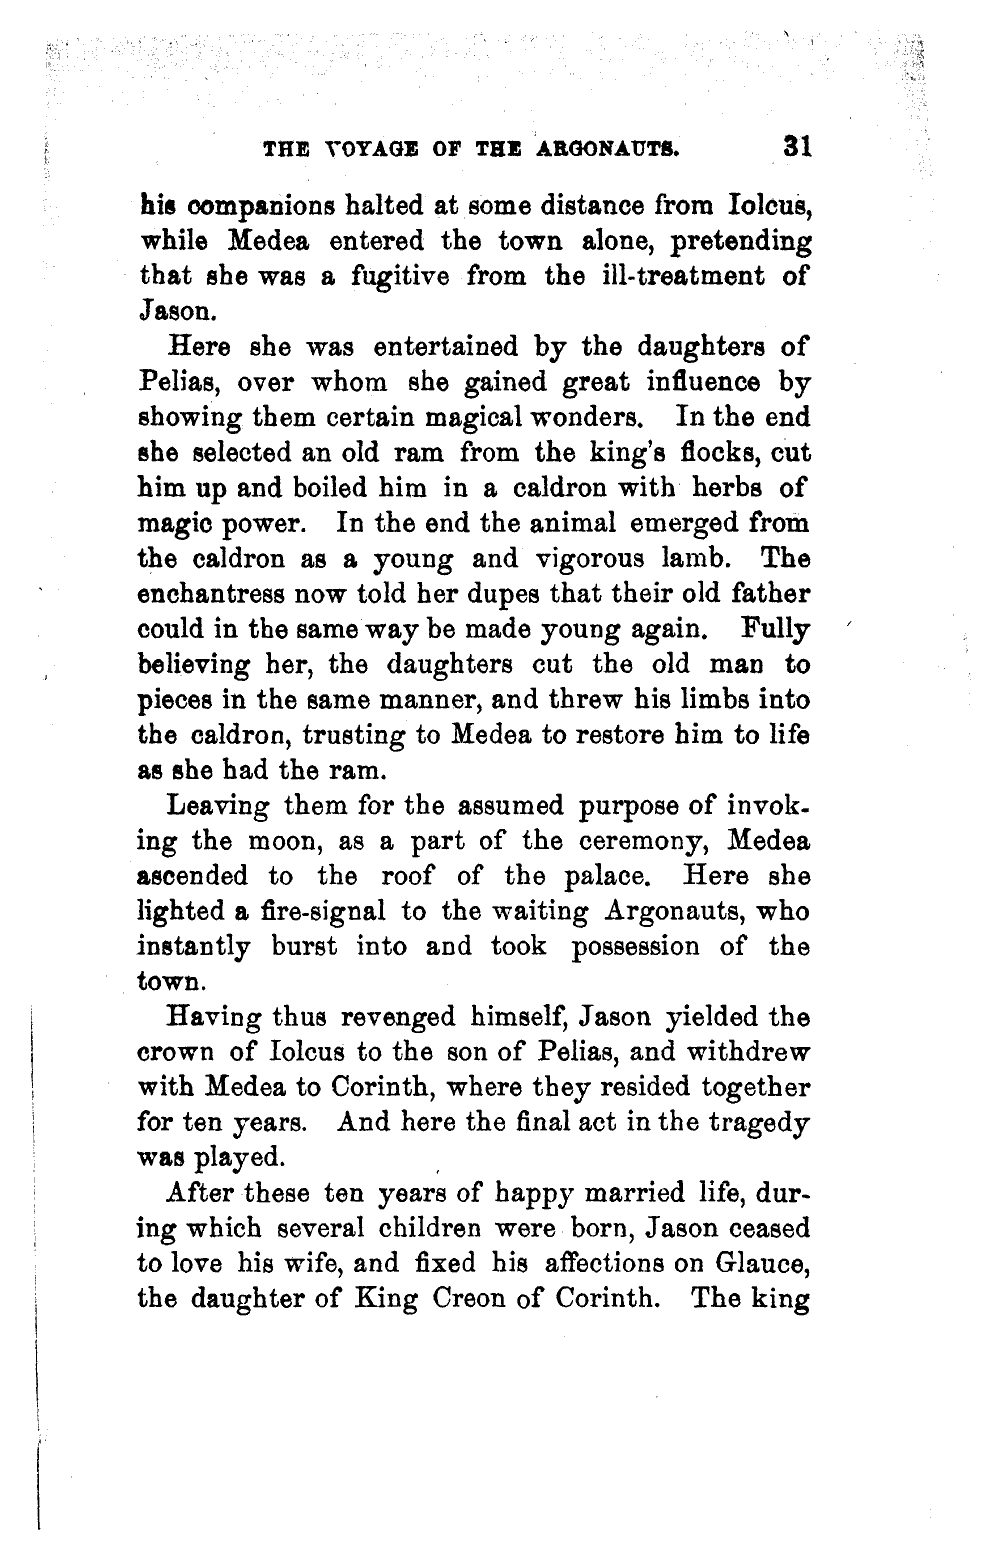 THE VOYAGE OF THE ARGONAUTS. 31
his companions halted at some distance from Iolcus,
while Medea entered the town alone, pretending
that she was a fugitive from the ill-treatment of
Jason.
Here she was entertained by the daughters of
Pelias, over whom she gained great influence by
showing them certain magical wonders. In the end
she selected an old ram from the king's flocks, cut
him up and boiled him in a caldron with herbs of
magic power. In the end the animal emerged from
the caldron as a young and vigorous lamb. The
enchantress now told her dupes that their old father
could in the same way be made young again. Fully
believing her, the daughters cut the old man to
pieces in the same manner, and threw his limbs into
the caldron, trusting to Medea to restore him to life
as she had the ram.
Leaving them for the assumed purpose of invok-
ing the moon, as a part of the ceremony, Medea
ascended to the roof of the palace. Here she
lighted a fire-signal to the waiting Argonauts, who
instantly burst into and took possession of the
town.
Having thus revenged himself, Jason yielded the
crown of Iolcus to the son of Pelias, and withdrew
with Medea to Corinth, where they resided together
for ten years. And here the final act in the tragedy
was played.
After these ten years of happy married life, dur-
ing which several children were born, Jason ceased
to love his wife, and fixed his affections on Glauce,
the daughter of King Creon of Corinth. The king